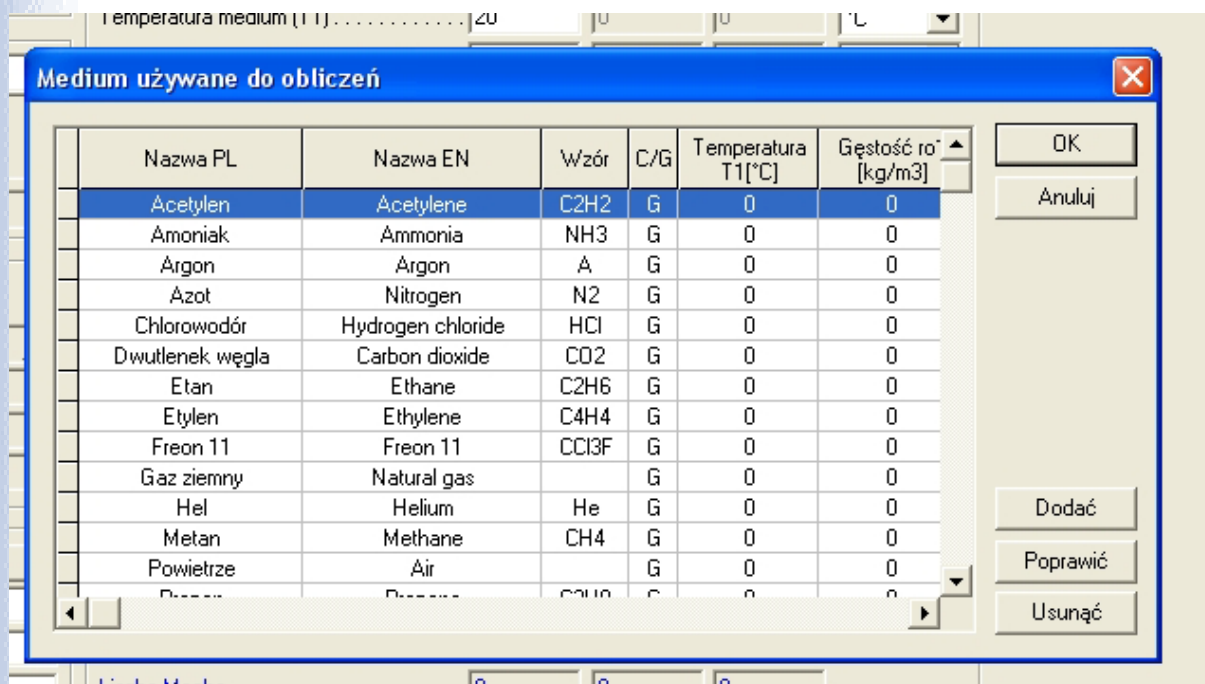 Temperatura medium (T1) . . . . . . . . . . . . 20 0 0 °C
Medium używane do obliczeń
Nazwa PL Nazwa EN Wzór C/G Temperatura T1[°C] Gęstość ro [kg/m3]
Acetylen Acetylene C2H2 G 0 0
Amoniak Ammonia NH3 G 0 0
Argon Argon A G 0 0
Azot Nitrogen N2 G 0 0
Chlorowodór Hydrogen chloride HCl G 0 0
Dwutlenek węgla Carbon dioxide CO2 G 0 0
Etan Ethane C2H6 G 0 0
Etylen Ethylene C4H4 G 0 0
Freon 11 Freon 11 CCl3F G 0 0
Gaz ziemny Natural gas G 0 0
Hel Helium He G 0 0
Metan Methane CH4 G 0 0
Powietrze Air G 0 0
OK
Anuluj
Dodać
Poprawić
Usunąć